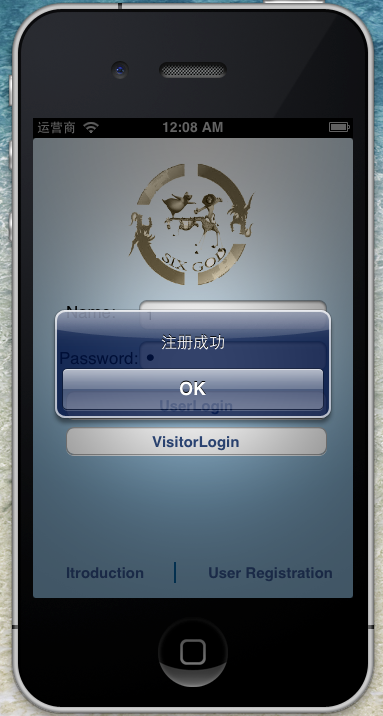 运营商 12:08 AM
SIX GOD
Name: 1
注册成功
Password:
OK
UserLogin
VisitorLogin
Itroduction User Registration